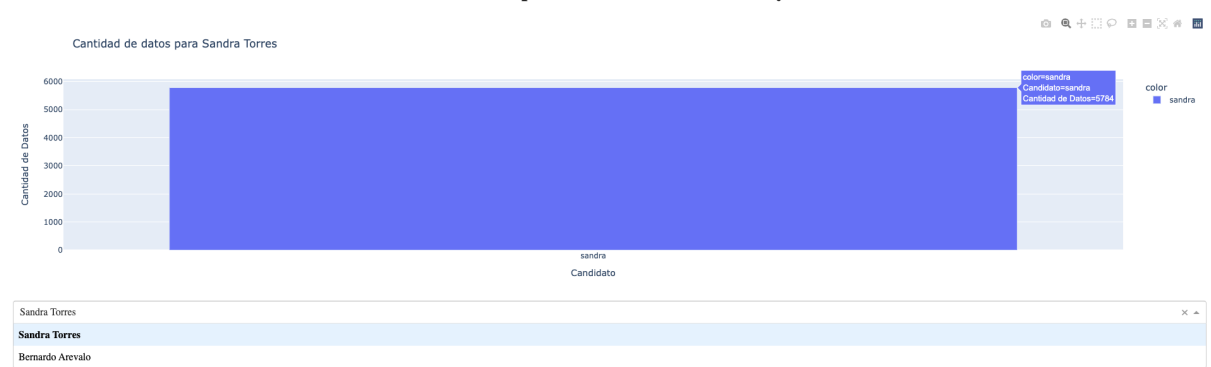 Cantidad de datos para Sandra Torres
6000
5000
4000
3000
2000
1000
0
Cantidad de Datos
color=sandra
Candidato=sandra
Cantidad de Datos=5784
color
sandra
sandra
Candidato
Sandra Torres
Sandra Torres
Bernardo Arevalo